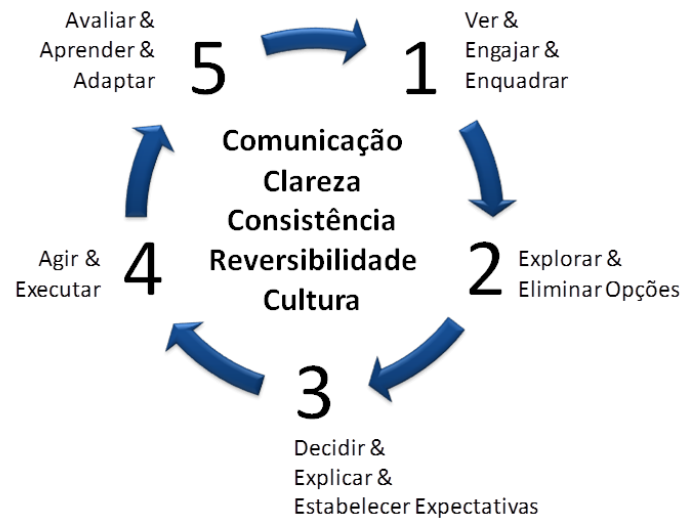 1
Ver &
Engajar &
Enquadrar
2
Explorar &
Eliminar Opções
3
Decidir &
Explicar &
Estabelecer Expectativas
4
Agir &
Executar
5
Avaliar &
Aprender &
Adaptar
Comunicação
Clareza
Consistência
Reversibilidade
Cultura